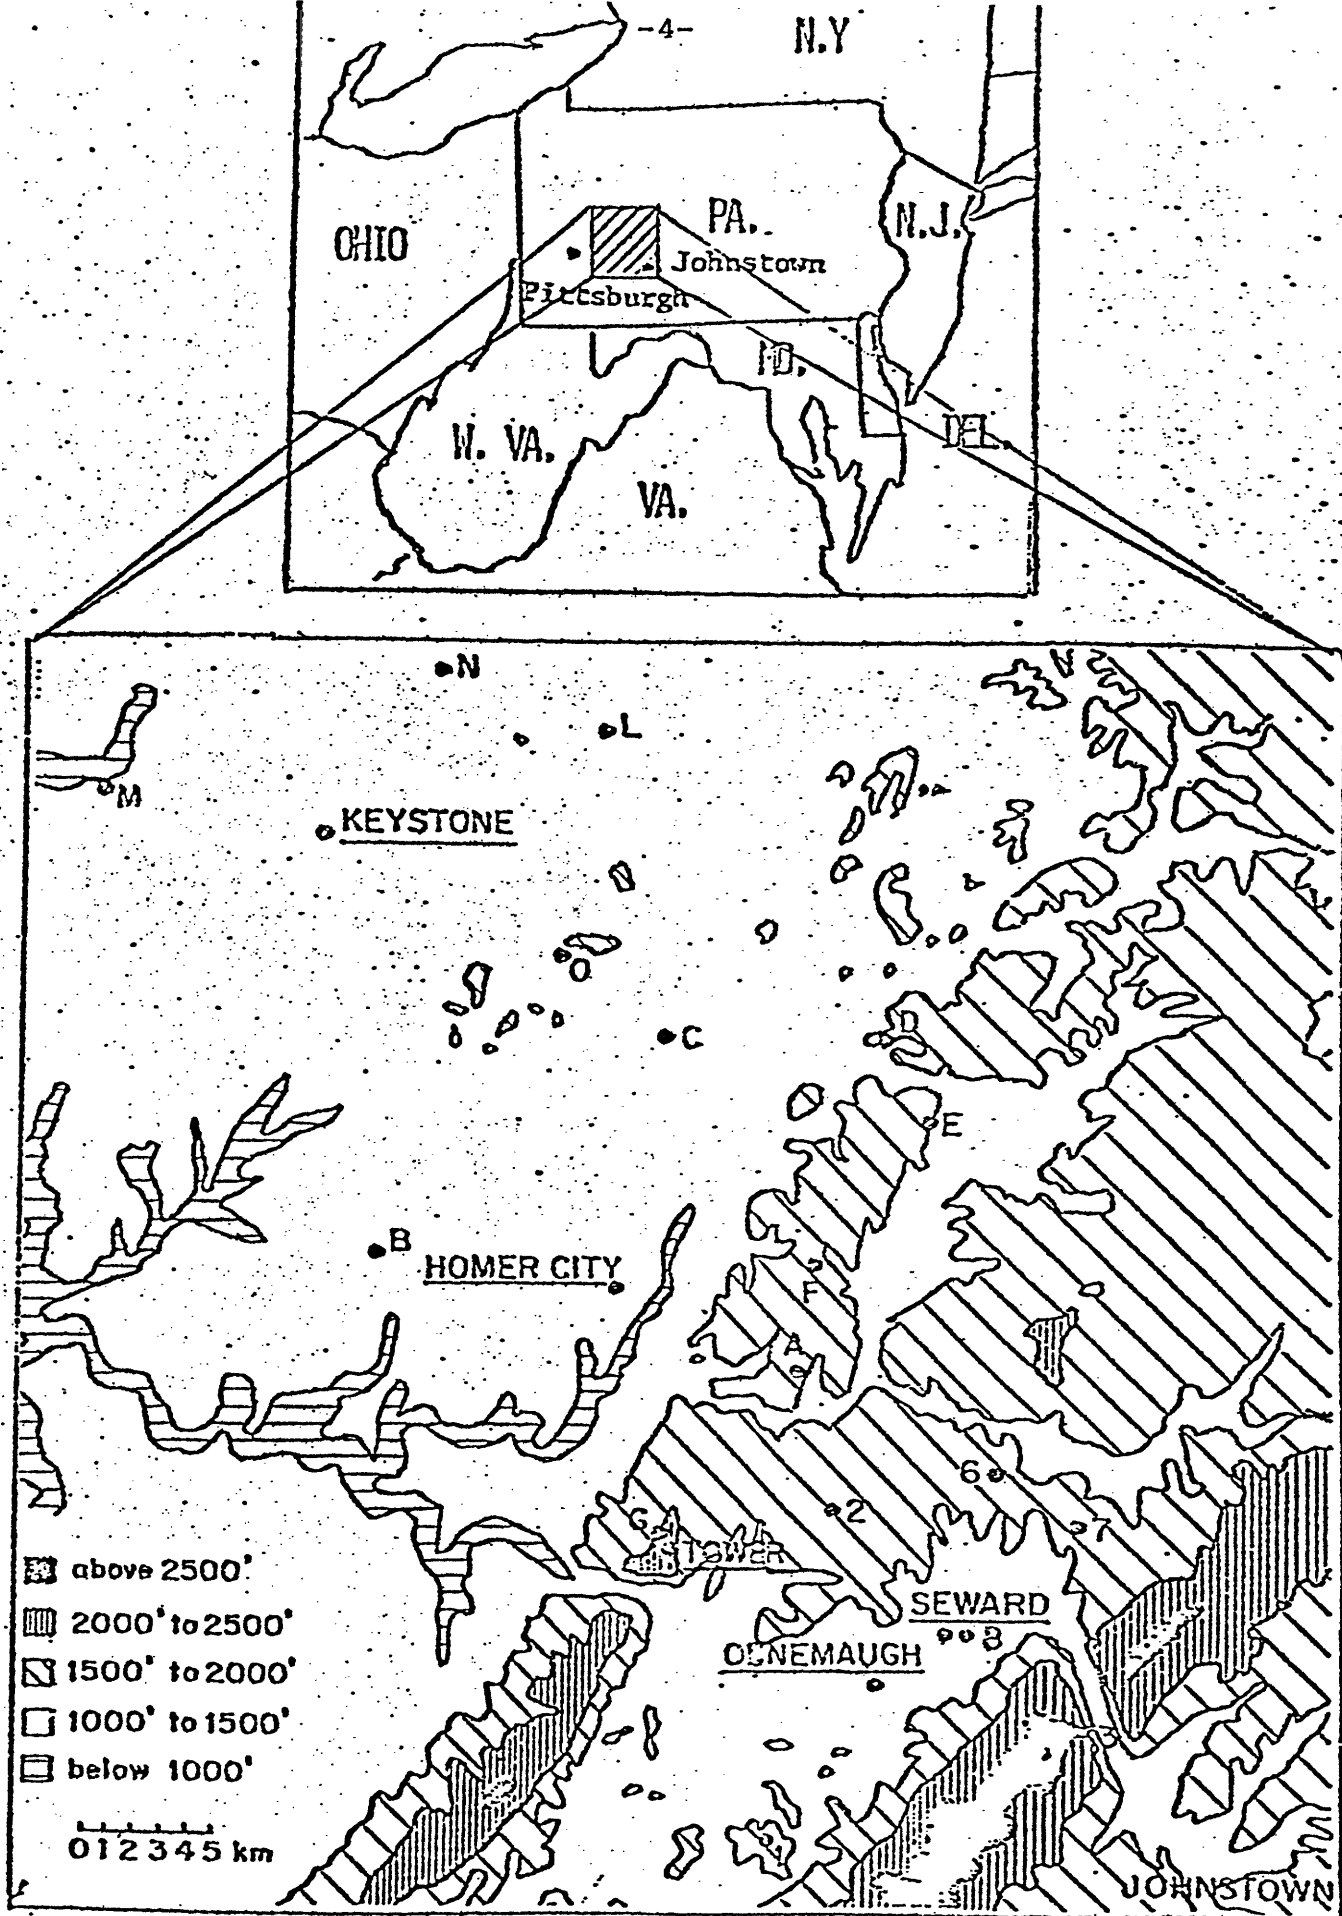 -4-
N.Y
OHIO
PA.
N.J.
Johnstown
Pittsburgh
MD.
DEL.
W. VA.
VA.
N
L
M
KEYSTONE
C
D
E
B
HOMER CITY
F
A
6
2
7
G
TOWER
SEWARD
8
CONEMAUGH
above 2500'
2000' to 2500'
1500' to 2000'
1000' to 1500'
below 1000'
0 1 2 3 4 5 km
JOHNSTOWN